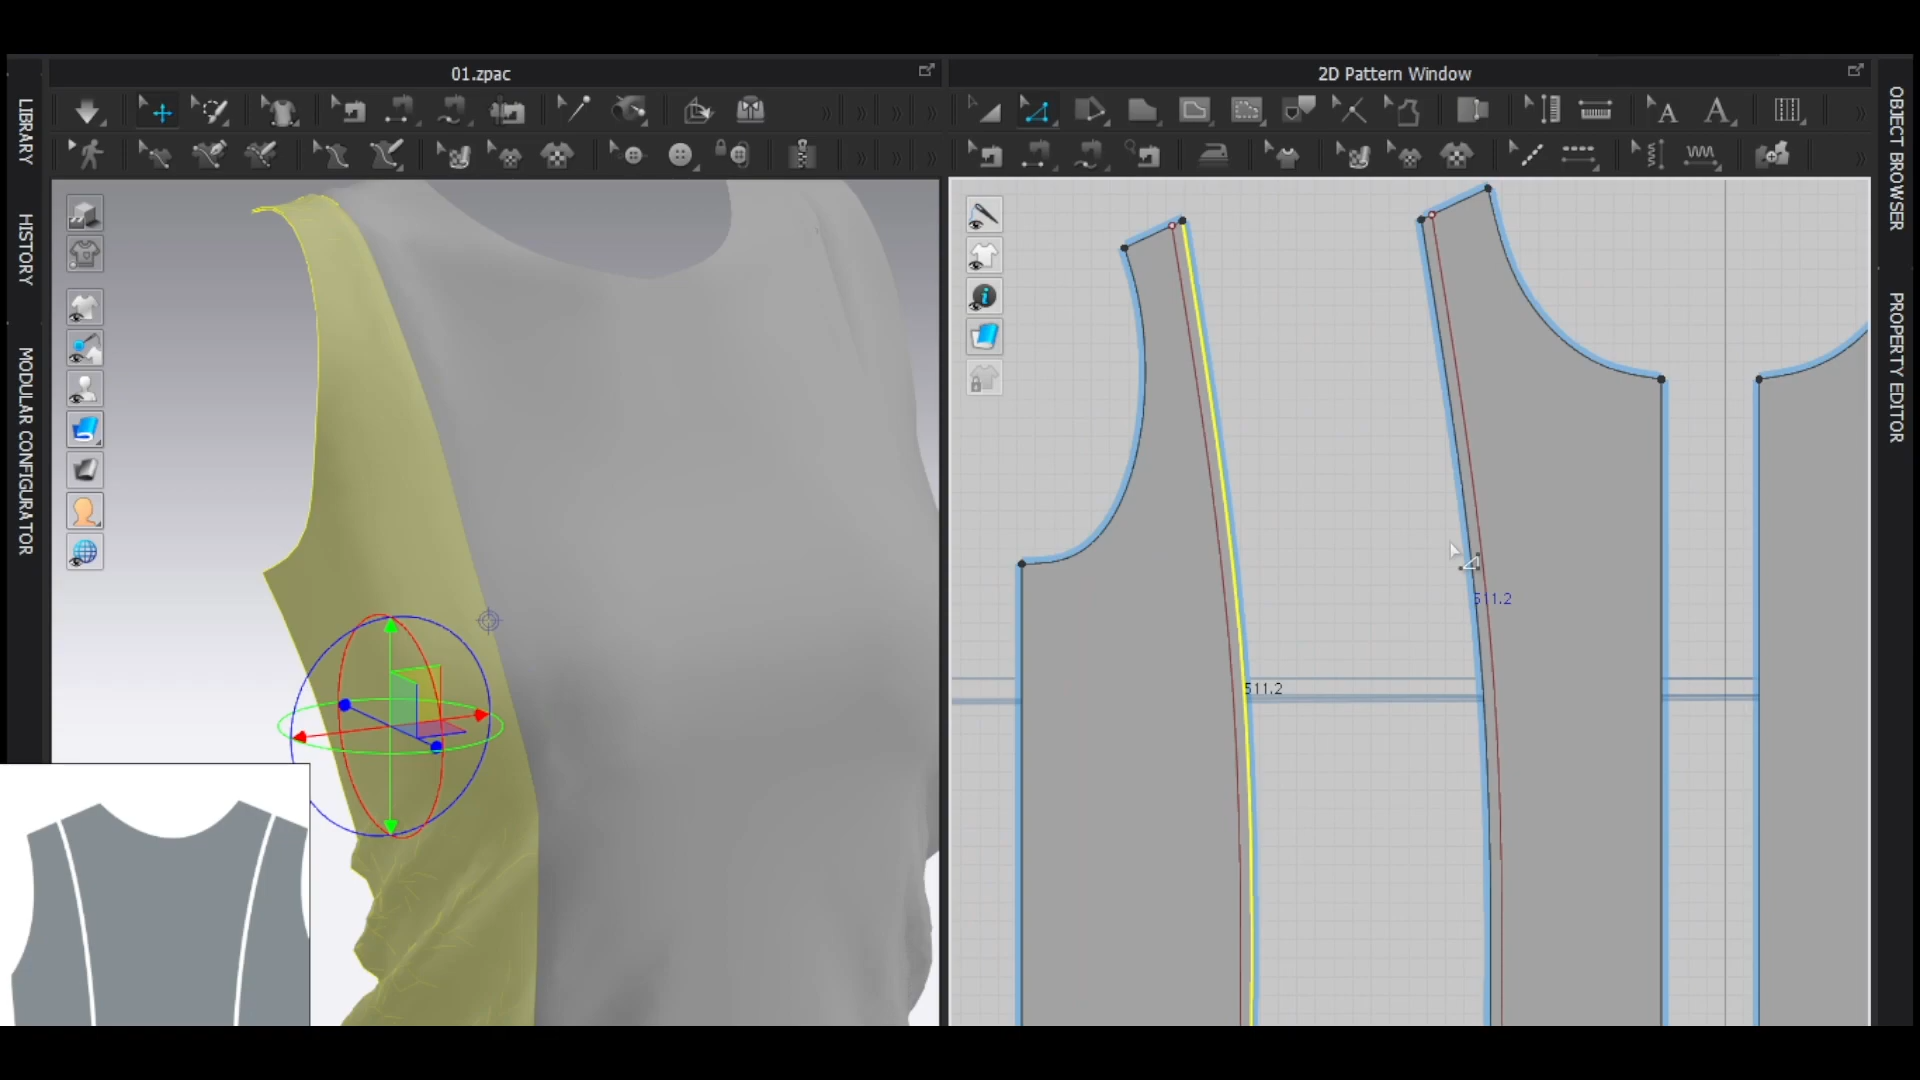 01.zpac
2D Pattern Window
LIBRARY
HISTORY
MODULAR CONFIGURATOR
OBJECT BROWSER
PROPERTY EDITOR
A
A
511.2
511.2